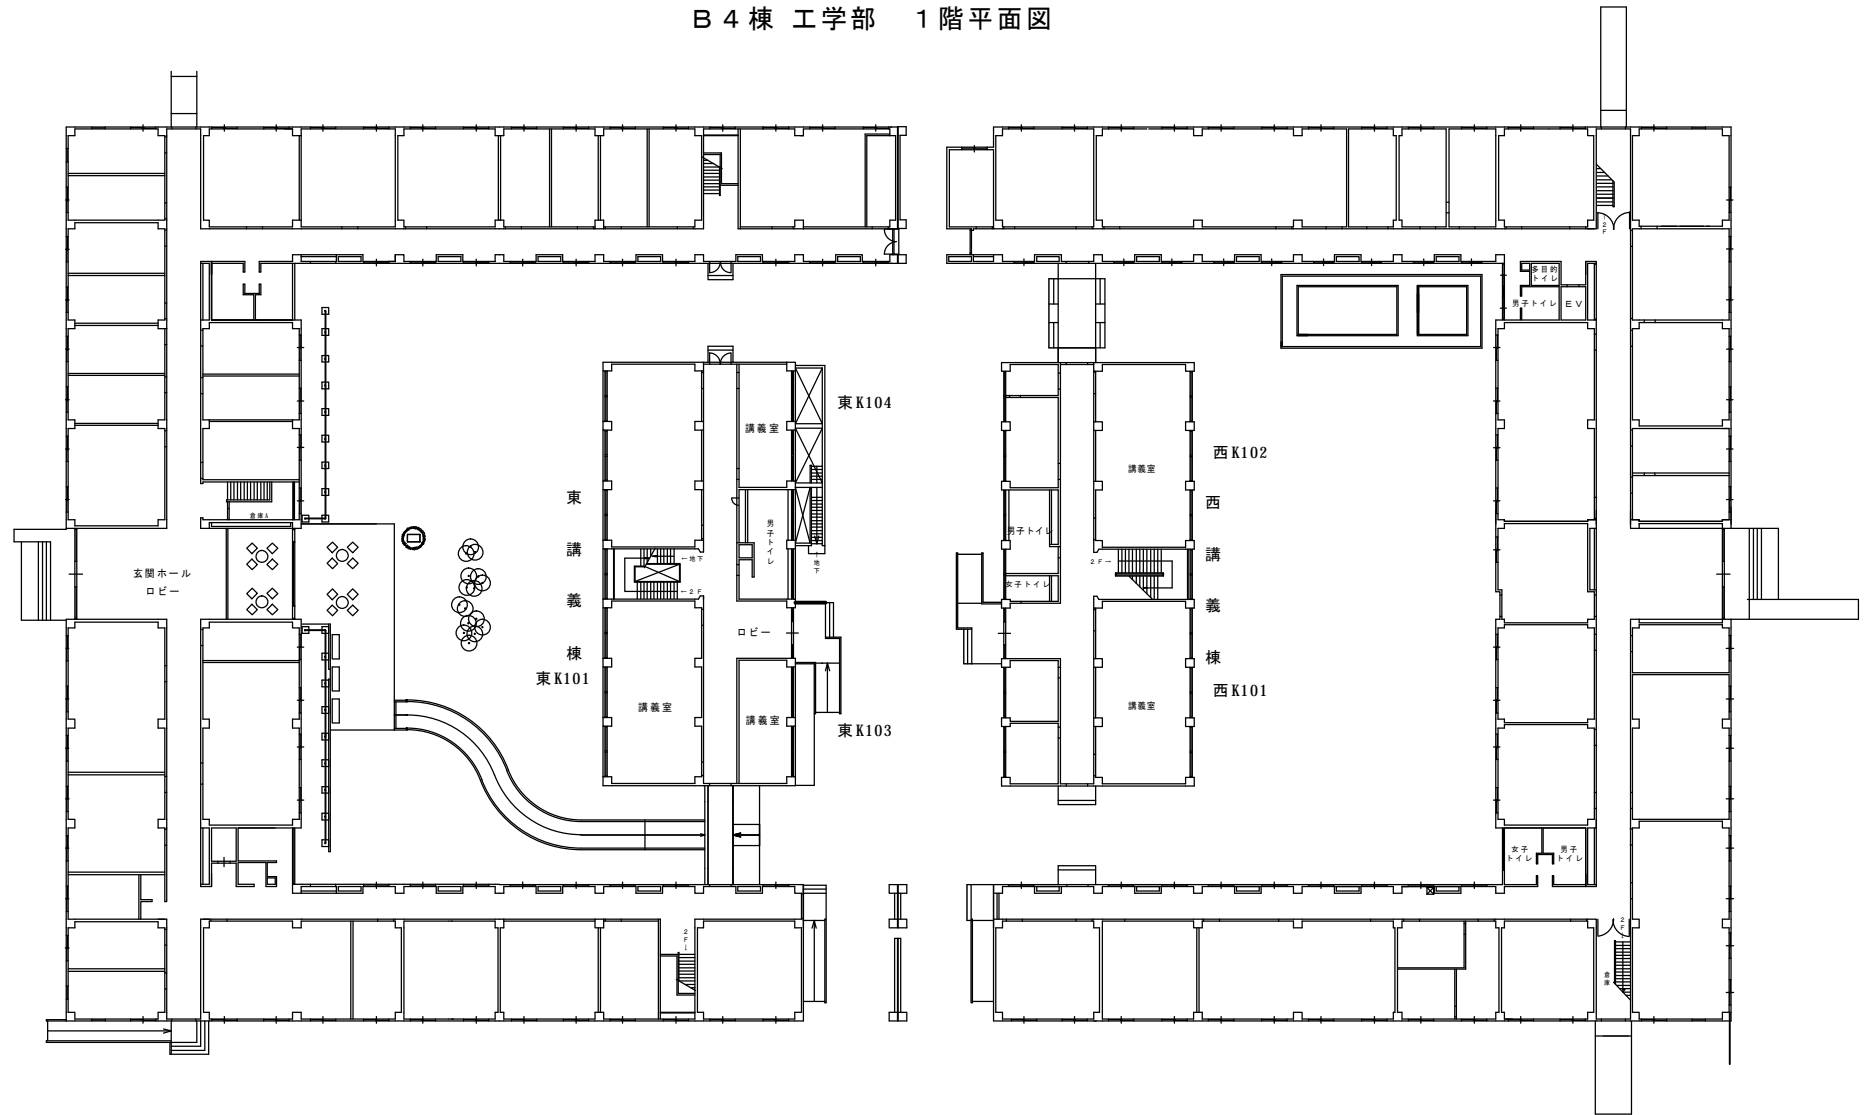 B4棟 工学部 1階平面図
2F
多目的
トイレ
男子トイレ
EV
東K104
講義室
西K102
講義室
東講義棟
西講義棟
倉庫A
男子トイレ
男子トイレ
←地下
←地下
2F→
玄関ホール
ロビー
女子トイレ
←2F
ロビー
東K101
西K101
講義室
講義室
講義室
東K103
女子
トイレ
男子
トイレ
2F→
2F
倉庫